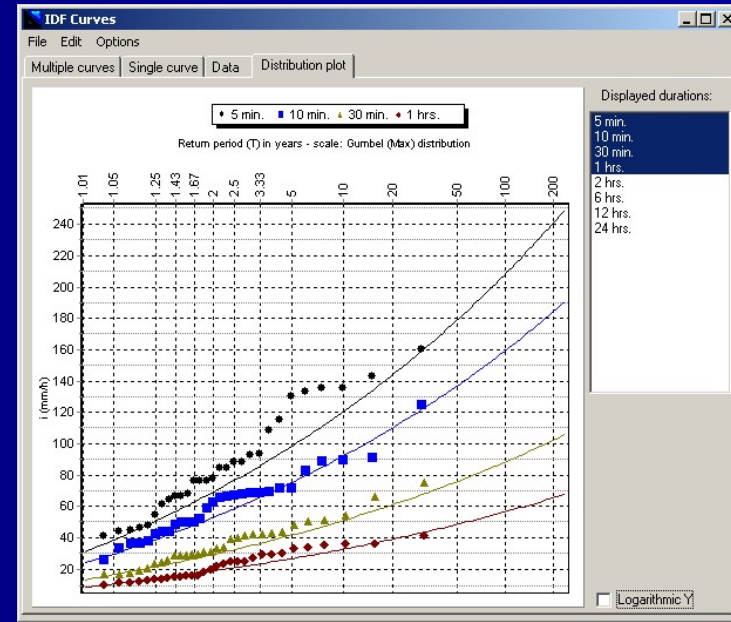 IDF Curves
File Edit Options
Multiple curves Single curve Data Distribution plot
5 min. 10 min. 30 min. 1 hrs.
Return period (T) in years - scale: Gumbel (Max) distribution
1.01 1.05 1.25 1.43 1.67 2 2.5 3.33 5 10 20 50 100 200
240
220
200
180
160
140
120
100
80
60
40
20
i (mm/h)
Displayed durations:
5 min.
10 min.
30 min.
1 hrs.
2 hrs.
6 hrs.
12 hrs.
24 hrs.
Logarithmic Y